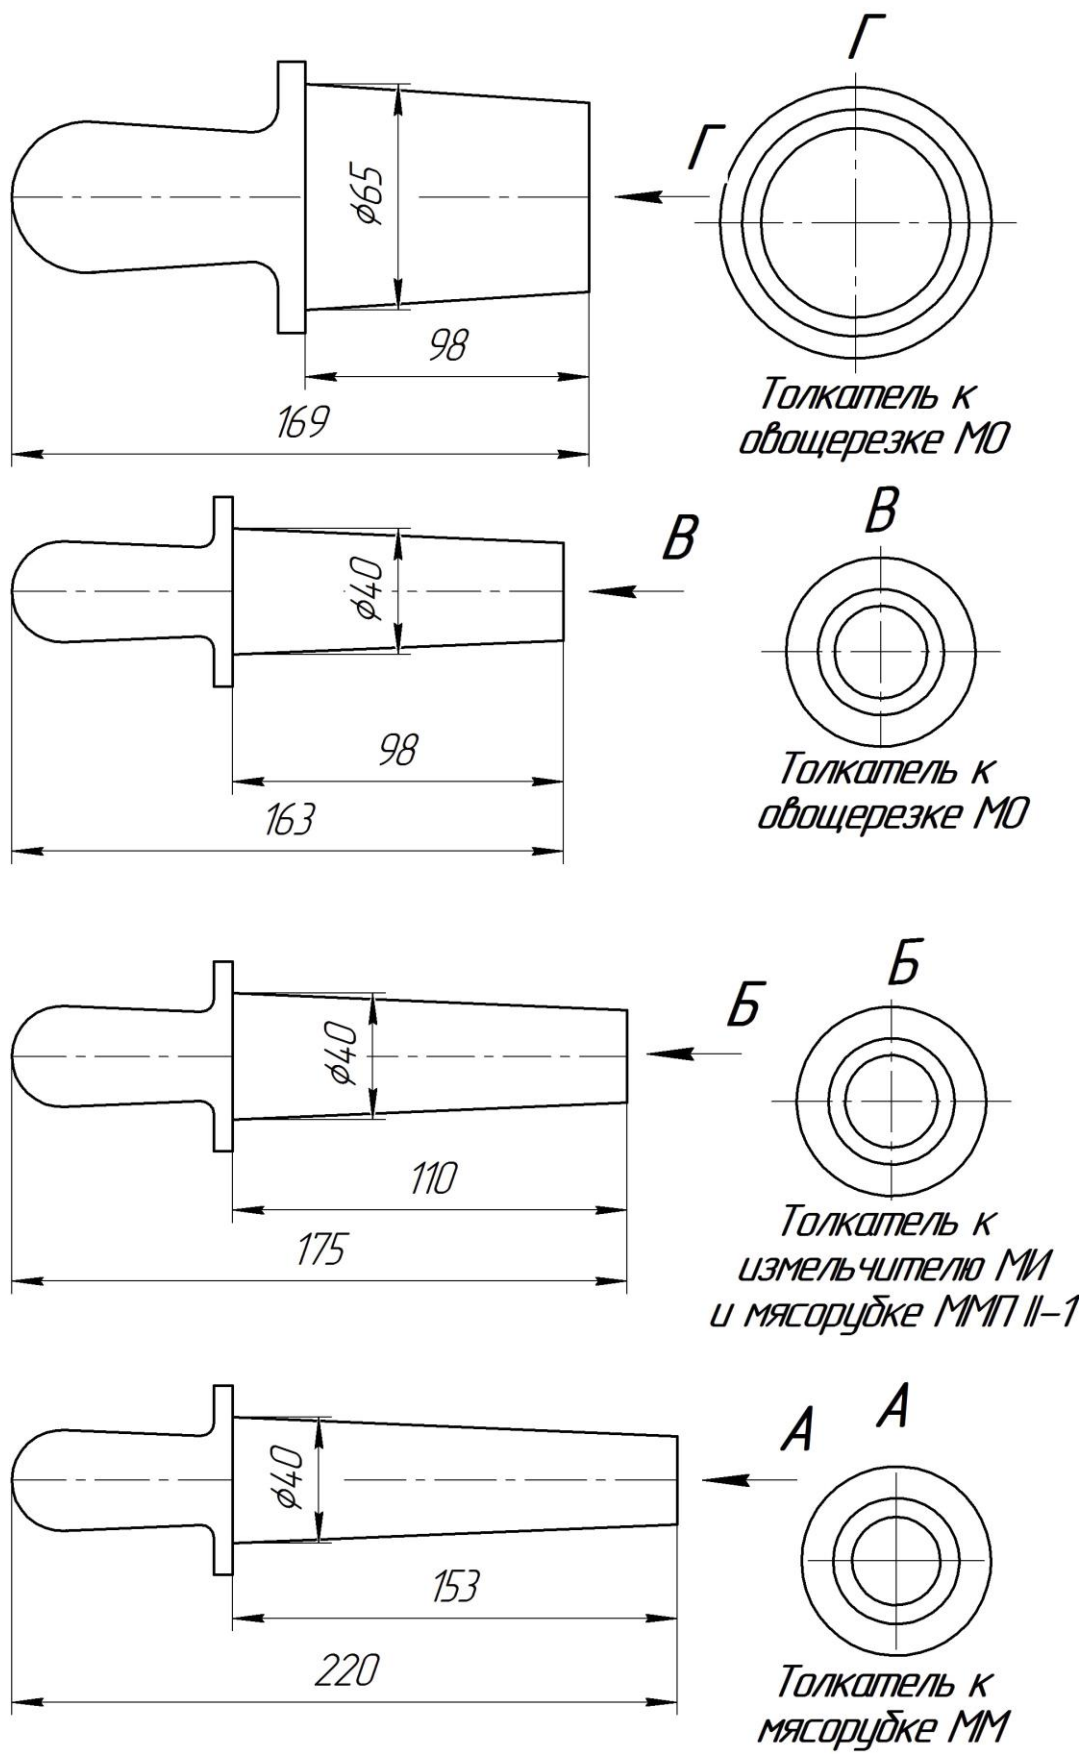 Г
Г
ϕ65
98
169
Толкатель к
овощерезке МО
В
В
ϕ40
98
163
Толкатель к
овощерезке МО
Б
Б
ϕ40
110
175
Толкатель к
измельчителю МИ
и мясорубке ММП II-1
А
А
ϕ40
153
220
Толкатель к
мясорубке ММ